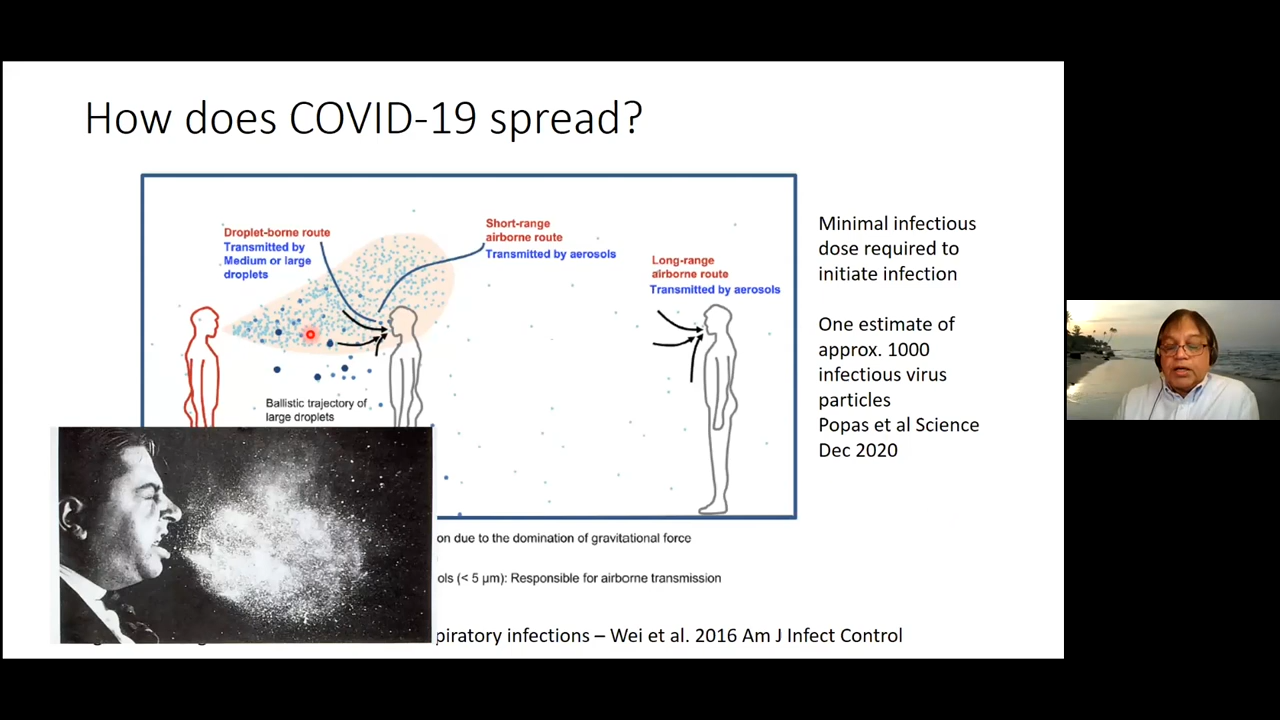 How does COVID-19 spread?
Droplet-borne route
Transmitted by
Medium or large
droplets
Short-range
airborne route
Transmitted by aerosols
Long-range
airborne route
Transmitted by aerosols
Ballistic trajectory of
large droplets
on due to the domination of gravitational force
ols (< 5 μm): Responsible for airborne transmission
piratory infections – Wei et al. 2016 Am J Infect Control
Minimal infectious
dose required to
initiate infection
One estimate of
approx. 1000
infectious virus
particles
Popas et al Science
Dec 2020